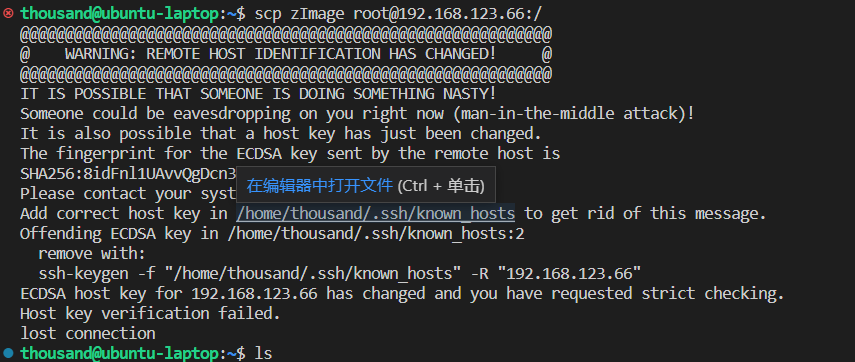 thousand@ubuntu-laptop:~$ scp zImage root@192.168.123.66:/
@@@@@@@@@@@@@@@@@@@@@@@@@@@@@@@@@@@@@@@@@@@@@@@@@@@@@@@@@@@
@    WARNING: REMOTE HOST IDENTIFICATION HAS CHANGED!     @
@@@@@@@@@@@@@@@@@@@@@@@@@@@@@@@@@@@@@@@@@@@@@@@@@@@@@@@@@@@
IT IS POSSIBLE THAT SOMEONE IS DOING SOMETHING NASTY!
Someone could be eavesdropping on you right now (man-in-the-middle attack)!
It is also possible that a host key has just been changed.
The fingerprint for the ECDSA key sent by the remote host is
SHA256:8idFnl1UAvvQgDcn3
Please contact your syst
在编辑器中打开文件 (Ctrl + 单击)
Add correct host key in /home/thousand/.ssh/known_hosts to get rid of this message.
Offending ECDSA key in /home/thousand/.ssh/known_hosts:2
  remove with:
  ssh-keygen -f "/home/thousand/.ssh/known_hosts" -R "192.168.123.66"
ECDSA host key for 192.168.123.66 has changed and you have requested strict checking.
Host key verification failed.
lost connection
thousand@ubuntu-laptop:~$ ls